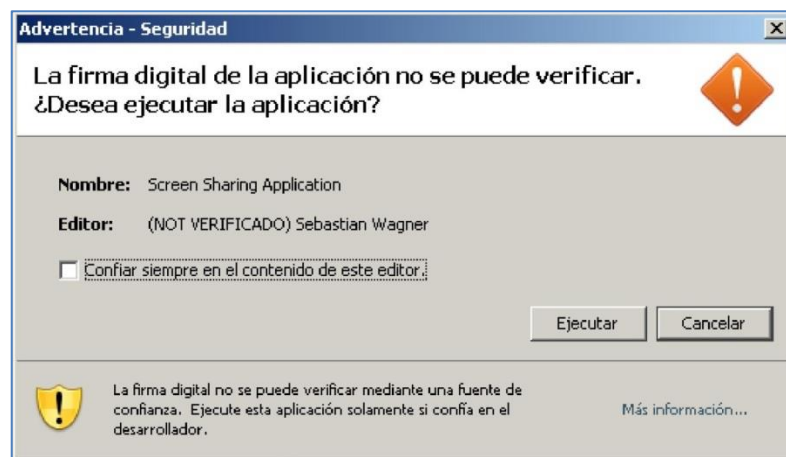 Advertencia - Seguridad
La firma digital de la aplicación no se puede verificar.
¿Desea ejecutar la aplicación?
Nombre: Screen Sharing Application
Editor: (NOT VERIFICADO) Sebastian Wagner
Confiar siempre en el contenido de este editor.
Ejecutar Cancelar
La firma digital no se puede verificar mediante una fuente de
confianza. Ejecute esta aplicación solamente si confía en el
desarrollador.
Más información...